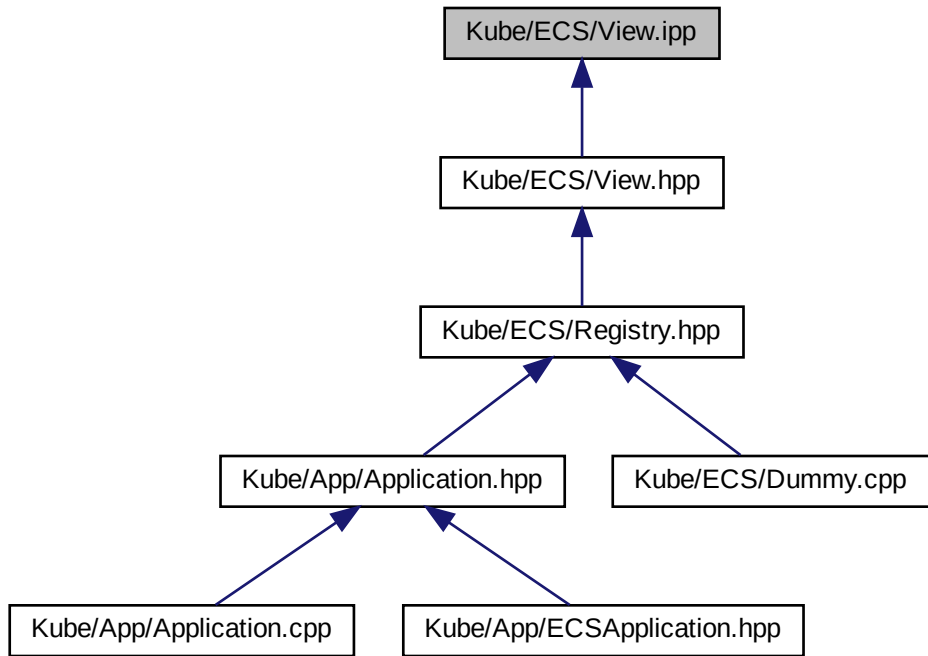 Kube/ECS/View.ipp
Kube/ECS/View.hpp
Kube/ECS/Registry.hpp
Kube/App/Application.hpp
Kube/ECS/Dummy.cpp
Kube/App/Application.cpp
Kube/App/ECSApplication.hpp